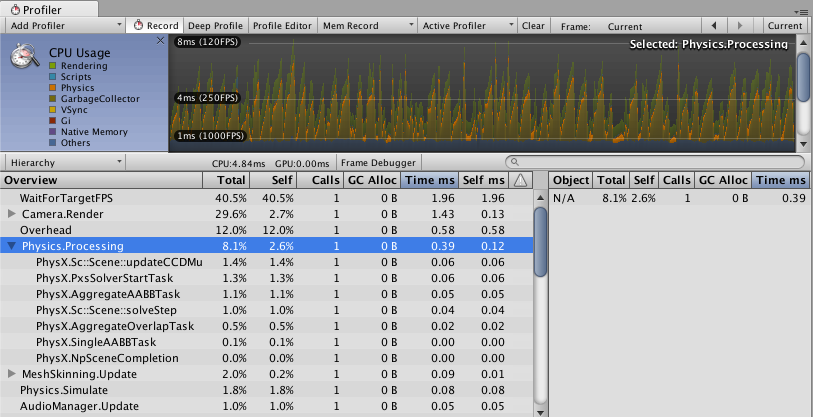 Profiler
Add Profiler Record Deep Profile Profile Editor Mem Record Active Profiler Clear Frame: Current Current
CPU Usage
Rendering
Scripts
Physics
GarbageCollector
VSync
Gi
Native Memory
Others
8ms (120FPS)
Selected: Physics.Processing
4ms (250FPS)
1ms (1000FPS)
Hierarchy CPU:4.84ms GPU:0.00ms Frame Debugger
Overview Total Self Calls GC Alloc Time ms Self ms Object Total Self Calls GC Alloc Time ms
WaitForTargetFPS 40.5% 40.5% 1 0 B 1.96 1.96 N/A 8.1% 2.6% 1 0 B 0.39
Camera.Render 29.6% 2.7% 1 0 B 1.43 0.13
Overhead 12.0% 12.0% 1 0 B 0.58 0.58
Physics.Processing 8.1% 2.6% 1 0 B 0.39 0.12
PhysX.Sc::Scene::updateCCDMu 1.4% 1.4% 1 0 B 0.06 0.06
PhysX.PxsSolverStartTask 1.3% 1.3% 1 0 B 0.06 0.06
PhysX.AggregateAABBTask 1.1% 1.1% 1 0 B 0.05 0.05
PhysX.Sc::Scene::solveStep 1.0% 1.0% 1 0 B 0.04 0.04
PhysX.AggregateOverlapTask 0.5% 0.5% 1 0 B 0.02 0.02
PhysX.SingleAABBTask 0.1% 0.1% 1 0 B 0.00 0.00
PhysX.NpSceneCompletion 0.0% 0.0% 1 0 B 0.00 0.00
MeshSkinning.Update 2.0% 0.2% 1 0 B 0.09 0.01
Physics.Simulate 1.8% 1.8% 1 0 B 0.08 0.08
AudioManager.Update 1.0% 1.0% 1 0 B 0.05 0.05